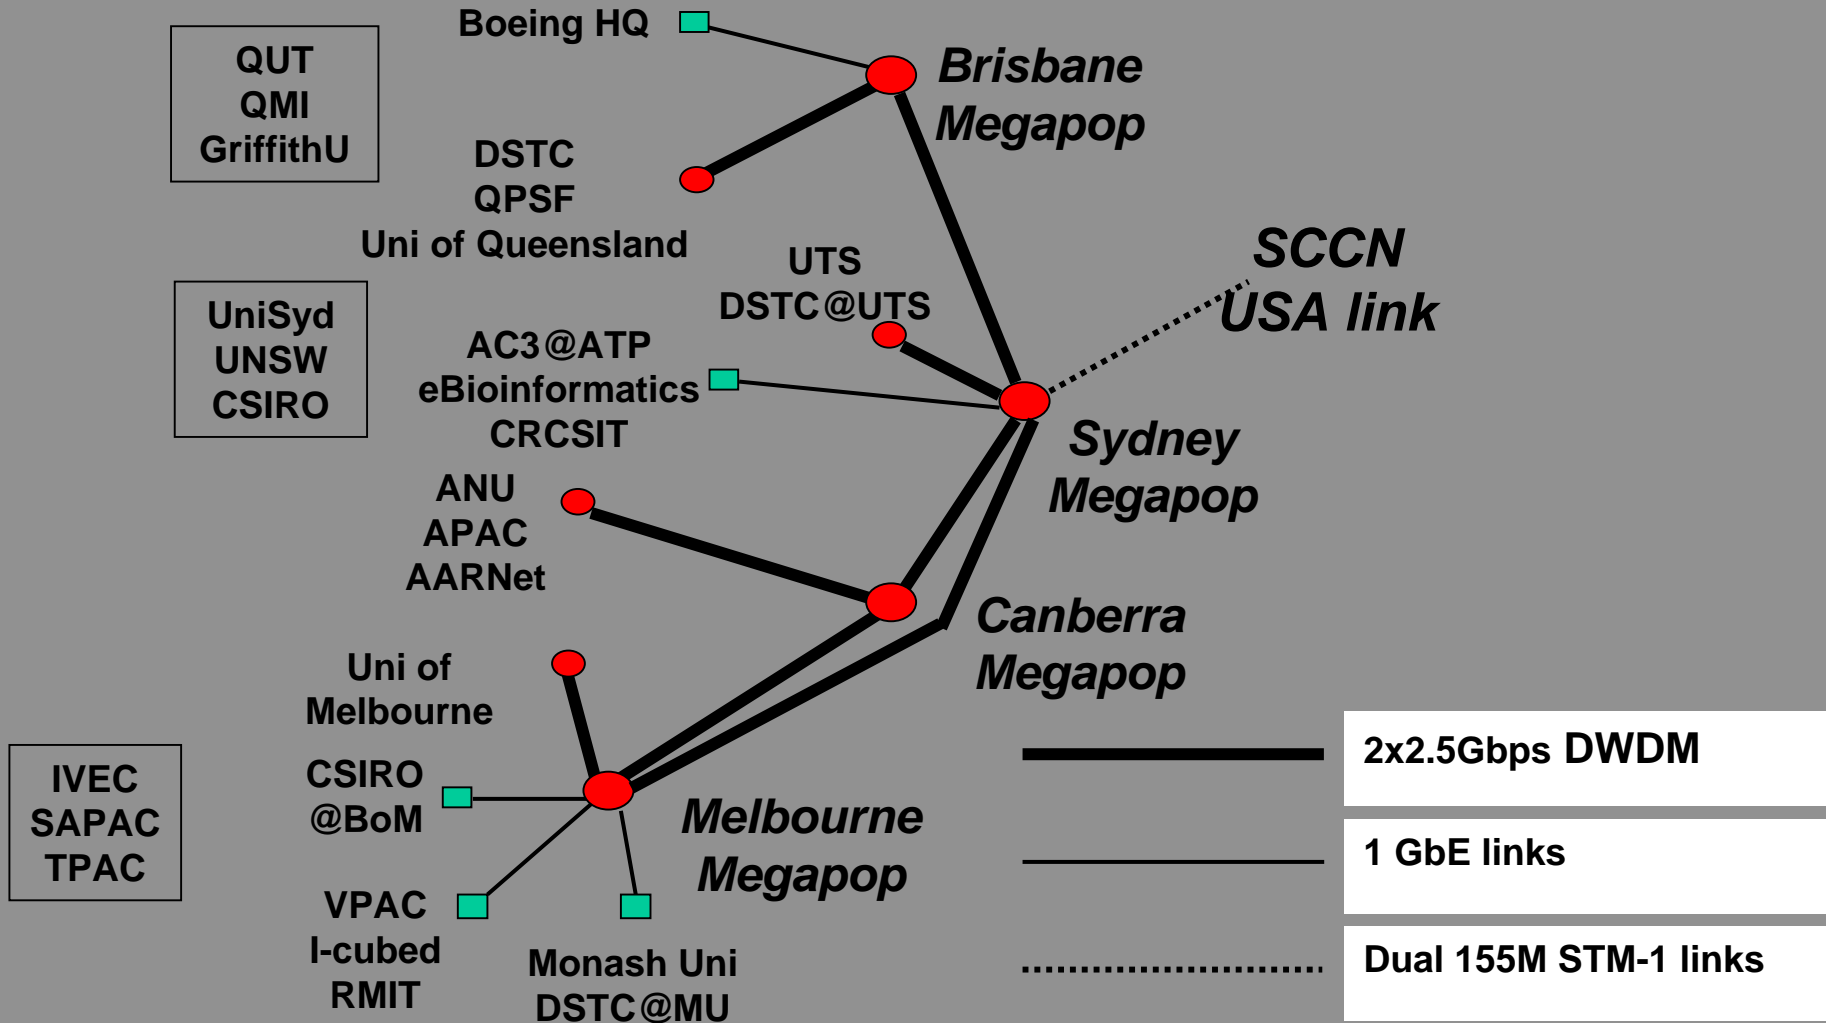 Boeing HQ
QUT
QMI
GriffithU
Brisbane
Megapop
DSTC
QPSF
Uni of Queensland
UTS
DSTC@UTS
SCCN
USA link
UniSyd
UNSW
CSIRO
AC3@ATP
eBioinformatics
CRCSIT
Sydney
Megapop
ANU
APAC
AARNet
Canberra
Megapop
Uni of
Melbourne
CSIRO
@BoM
IVEC
SAPAC
TPAC
Melbourne
Megapop
VPAC
I-cubed
RMIT
Monash Uni
DSTC@MU
2x2.5Gbps DWDM
1 GbE links
Dual 155M STM-1 links